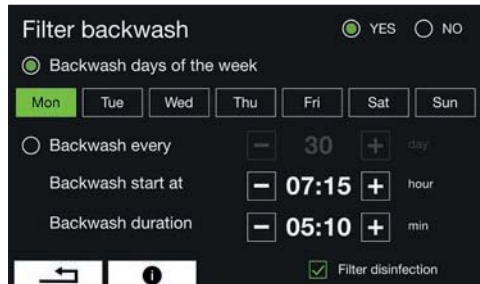 Filter backwash YES NO
Backwash days of the week
Mon Tue Wed Thu Fri Sat Sun
Backwash every − 30 + day
Backwash start at − 07:15 + hour
Backwash duration − 05:10 + min
Filter disinfection